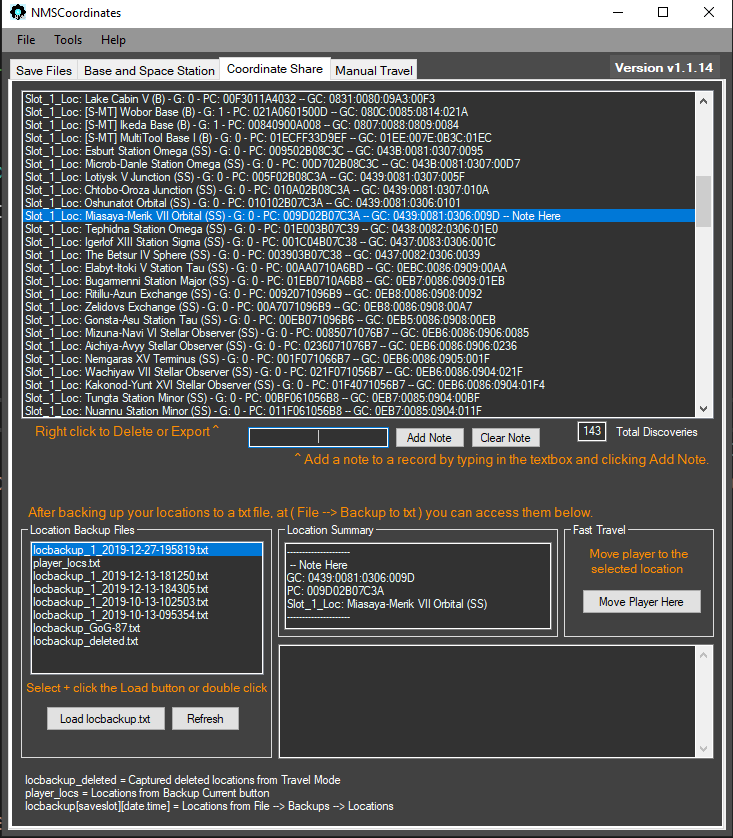 NMSCoordinates
File Tools Help
Save Files Base and Space Station Coordinate Share Manual Travel Version v1.1.14
Slot_1_Loc: Lake Cabin V (B) - G: 0 - PC: 00F3011A4032 -- GC: 0831:0080:09A3:00F3
Slot_1_Loc: [S-MT] Wobor Base (B) - G: 1 - PC: 021A0601500D -- GC: 080C:0085:0814:021A
Slot_1_Loc: [S-MT] Ikeda Base (B) - G: 1 - PC: 00840900A008 -- GC: 0807:0088:0809:0084
Slot_1_Loc: [S-MT] MultiTool Base I (B) - G: 0 - PC: 01ECFF33D9EF -- GC: 01EE:007E:0B3C:01EC
Slot_1_Loc: Esburt Station Omega (SS) - G: 0 - PC: 009502B08C3C -- GC: 043B:0081:0307:0095
Slot_1_Loc: Microb-Danle Station Omega (SS) - G: 0 - PC: 00D702B08C3C -- GC: 043B:0081:0307:00D7
Slot_1_Loc: Lotiysk V Junction (SS) - G: 0 - PC: 005F02B08C3A -- GC: 0439:0081:0307:005F
Slot_1_Loc: Chtobo-Oroza Junction (SS) - G: 0 - PC: 010A02B08C3A -- GC: 0439:0081:0307:010A
Slot_1_Loc: Oshunatot Orbital (SS) - G: 0 - PC: 010102B07C3A -- GC: 0439:0081:0306:0101
Slot_1_Loc: Miasaya-Merik VII Orbital (SS) - G: 0 - PC: 009D02B07C3A -- GC: 0439:0081:0306:009D -- Note Here
Slot_1_Loc: Tephidna Station Omega (SS) - G: 0 - PC: 01E003B07C39 -- GC: 0438:0082:0306:01E0
Slot_1_Loc: Igerlof XIII Station Sigma (SS) - G: 0 - PC: 001C04B07C38 -- GC: 0437:0083:0306:001C
Slot_1_Loc: The Betsur IV Sphere (SS) - G: 0 - PC: 003903B07C38 -- GC: 0437:0082:0306:0039
Slot_1_Loc: Elabyt-Itoki V Station Tau (SS) - G: 0 - PC: 00AA0710A6BD -- GC: 0EBC:0086:0909:00AA
Slot_1_Loc: Bugarmenni Station Major (SS) - G: 0 - PC: 01EB0710A6B8 -- GC: 0EB7:0086:0909:01EB
Slot_1_Loc: Ritillu-Azun Exchange (SS) - G: 0 - PC: 0092071096B9 -- GC: 0EB8:0086:0908:0092
Slot_1_Loc: Zelidovs Exchange (SS) - G: 0 - PC: 00A7071096B9 -- GC: 0EB8:0086:0908:00A7
Slot_1_Loc: Gonsta-Asu Station Tau (SS) - G: 0 - PC: 00EB071096B6 -- GC: 0EB5:0086:0908:00EB
Slot_1_Loc: Mizuna-Navi VI Stellar Observer (SS) - G: 0 - PC: 0085071076B7 -- GC: 0EB6:0086:0906:0085
Slot_1_Loc: Aichiya-Avyy Stellar Observer (SS) - G: 0 - PC: 0236071076B7 -- GC: 0EB6:0086:0906:0236
Slot_1_Loc: Nemgaras XV Terminus (SS) - G: 0 - PC: 001F071066B7 -- GC: 0EB6:0086:0905:001F
Slot_1_Loc: Wachiyaw VII Stellar Observer (SS) - G: 0 - PC: 021F071056B7 -- GC: 0EB6:0086:0904:021F
Slot_1_Loc: Kakonod-Yunt XVI Stellar Observer (SS) - G: 0 - PC: 01F4071056B7 -- GC: 0EB6:0086:0904:01F4
Slot_1_Loc: Tungta Station Minor (SS) - G: 0 - PC: 00BF061056B8 -- GC: 0EB7:0085:0904:00BF
Slot_1_Loc: Nuannu Station Minor (SS) - G: 0 - PC: 011F061056B8 -- GC: 0EB7:0085:0904:011F
Right click to Delete or Export ^ Add Note Clear Note 143 Total Discoveries
^ Add a note to a record by typing in the textbox and clicking Add Note.
After backing up your locations to a txt file, at ( File --> Backup to txt ) you can access them below.
Location Backup Files
locbackup_1_2019-12-27-195819.txt
player_locs.txt
locbackup_1_2019-12-13-181250.txt
locbackup_1_2019-12-13-184305.txt
locbackup_1_2019-10-13-102503.txt
locbackup_1_2019-10-13-095354.txt
locbackup_GoG-87.txt
locbackup_deleted.txt
Select + click the Load button or double click
Load locbackup.txt Refresh
Location Summary
---------------------
-- Note Here
GC: 0439:0081:0306:009D
PC: 009D02B07C3A
Slot_1_Loc: Miasaya-Merik VII Orbital (SS)
---------------------
Fast Travel
Move player to the
selected location
Move Player Here
locbackup_deleted = Captured deleted locations from Travel Mode
player_locs = Locations from Backup Current button
locbackup[saveslot][date.time] = Locations from File --> Backups --> Locations